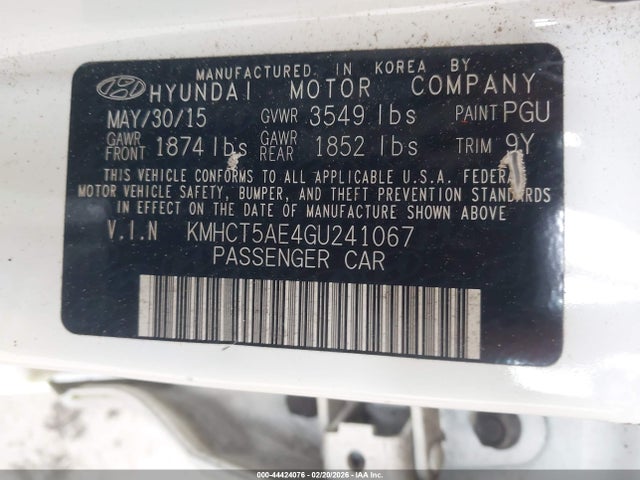 MANUFACTURED IN KOREA BY
HYUNDAI MOTOR COMPANY
MAY/30/15 GVWR 3549 lbs PAINT PGU
GAWR FRONT 1874 lbs GAWR REAR 1852 lbs TRIM 9Y
THIS VEHICLE CONFORMS TO ALL APPLICABLE U.S.A. FEDERAL
MOTOR VEHICLE SAFETY, BUMPER, AND THEFT PREVENTION STANDARDS
IN EFFECT ON THE DATE OF MANUFACTURE SHOWN ABOVE
V.I.N KMHCT5AE4GU241067
PASSENGER CAR
000-44424076 - 02/20/2026 - IAA Inc.